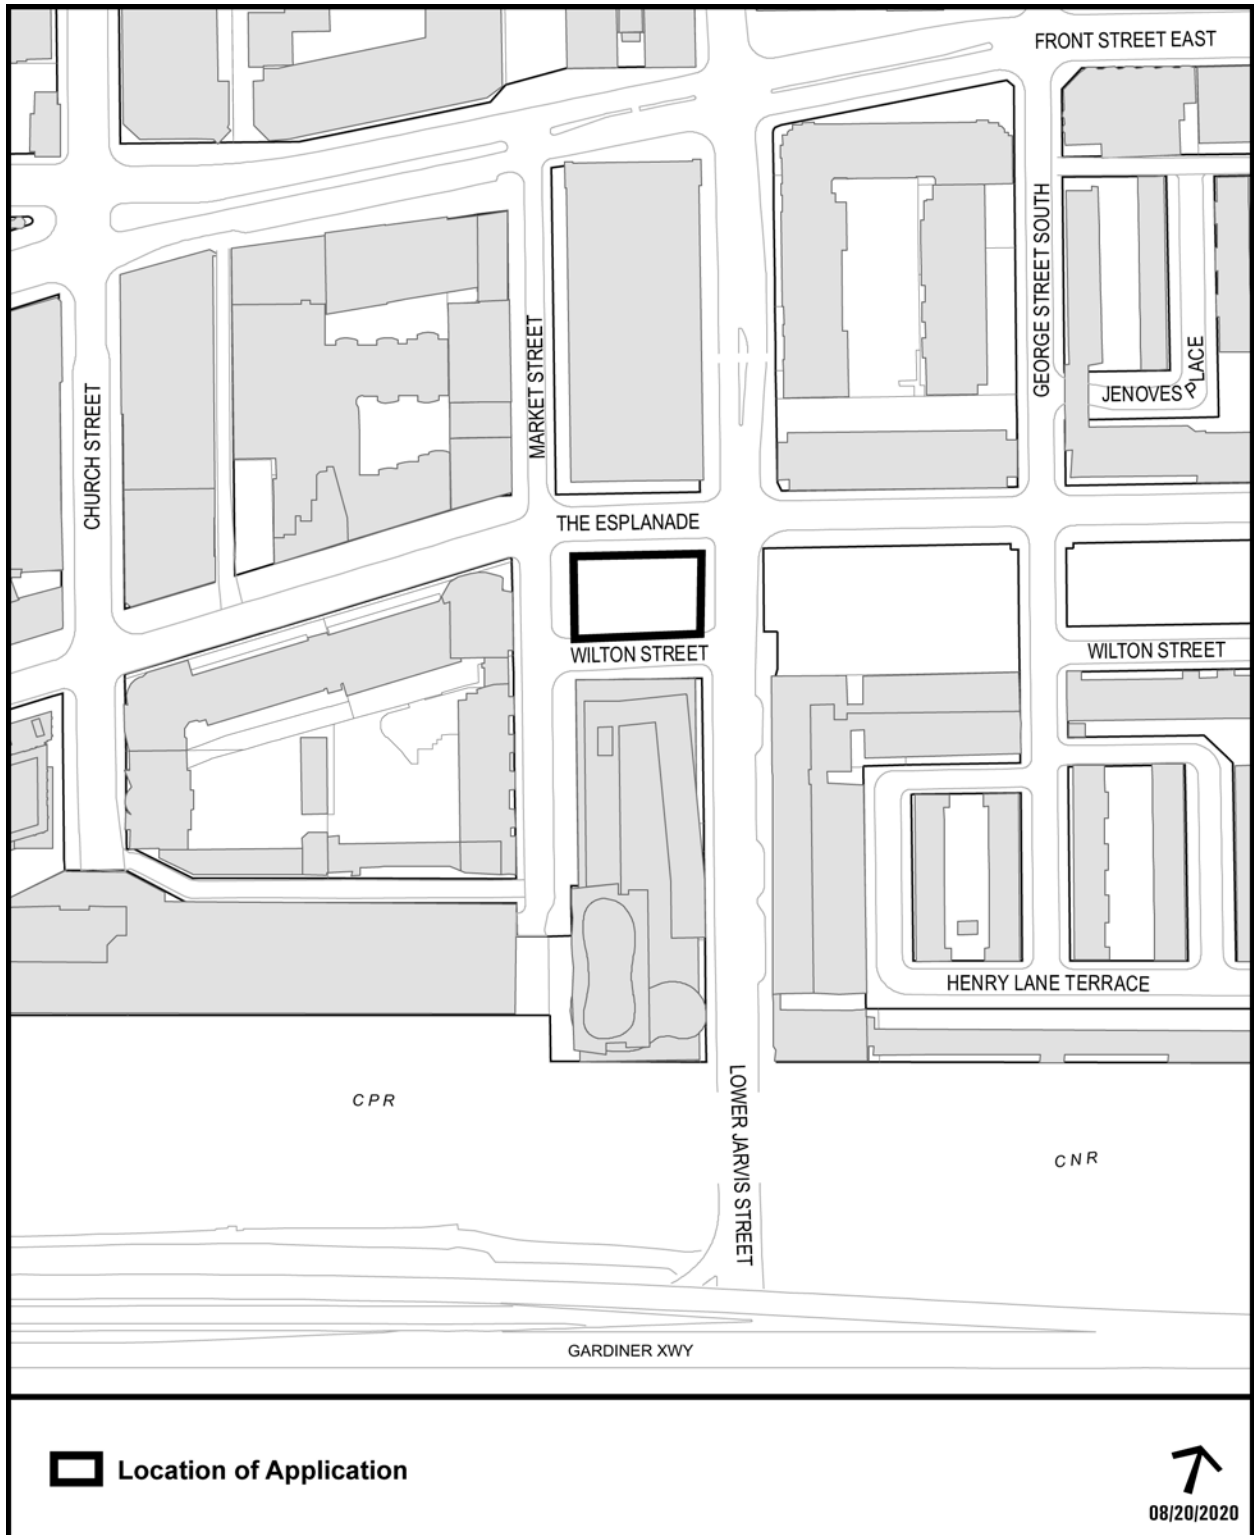 FRONT STREET EAST
GEORGE STREET SOUTH
MARKET STREET
JENOVES PLACE
CHURCH STREET
THE ESPLANADE
WILTON STREET
WILTON STREET
HENRY LANE TERRACE
LOWER JARVIS STREET
CPR
CNR
GARDINER XWY
Location of Application
08/20/2020